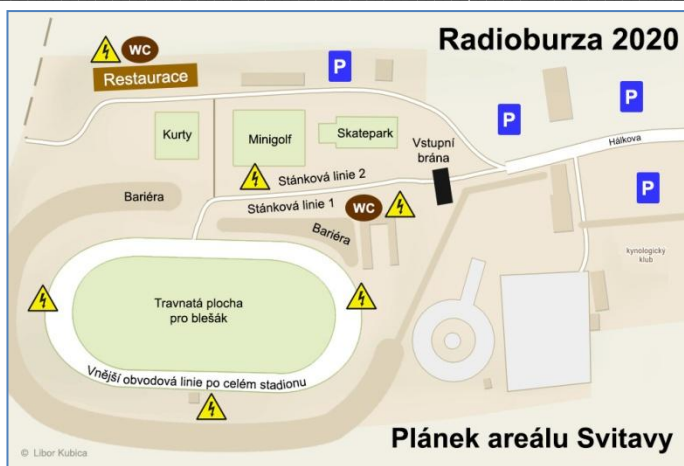 Radioburza 2020
WC
Restaurace
P
P
P
P
Kurty
Minigolf
Skatepark
Vstupní
brána
Hálkova
Stánková linie 2
Stánková linie 1
WC
Bariéra
Bariéra
kynologický
klub
Travnatá plocha
pro blešák
Vnější obvodová linie po celém stadionu
Plánek areálu Svitavy
© Libor Kubica